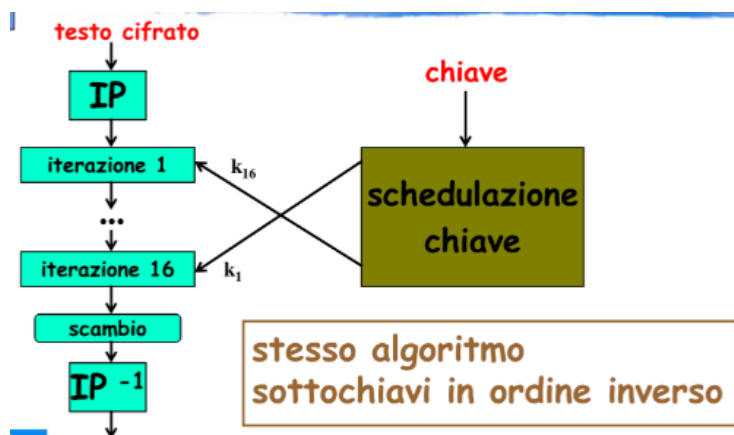 testo cifrato
IP
iterazione 1
...
iterazione 16
scambio
IP -1
chiave
k16
k1
schedulazione
chiave
stesso algoritmo
sottochiavi in ordine inverso